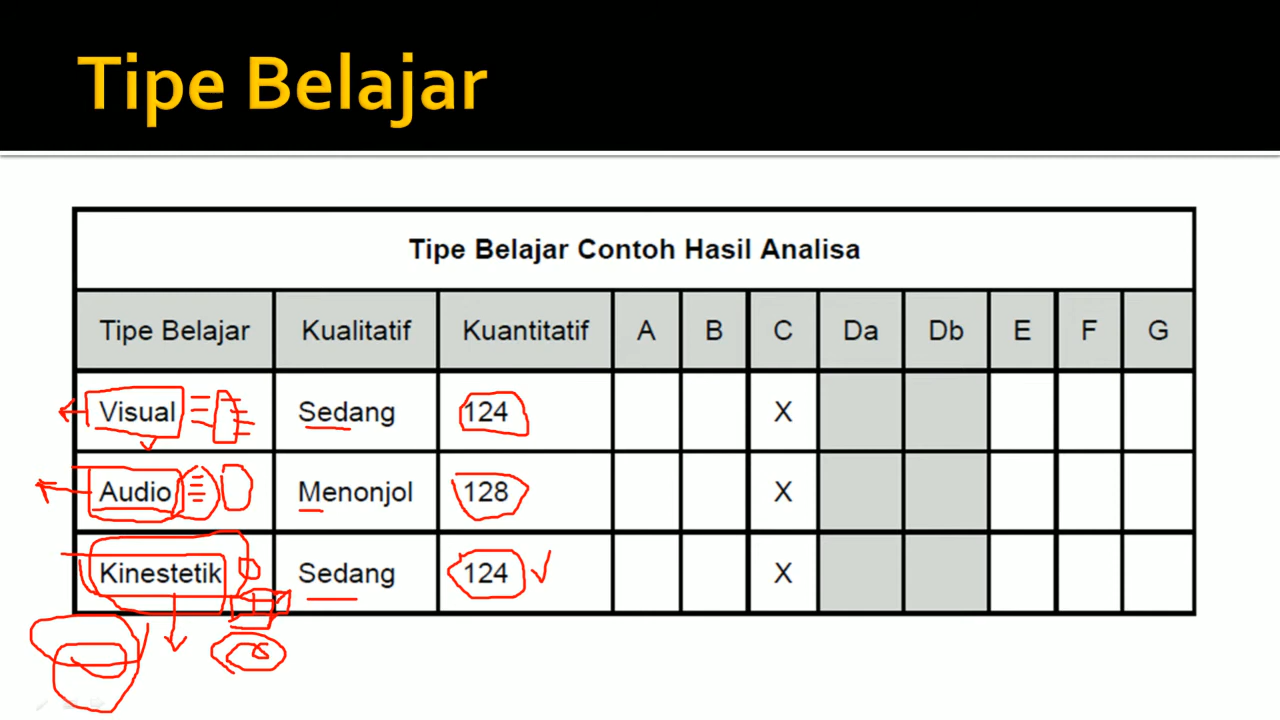 Tipe Belajar
Tipe Belajar Contoh Hasil Analisa
Tipe Belajar Kualitatif Kuantitatif A B C Da Db E F G
Visual Sedang 124 X
Audio Menonjol 128 X
Kinestetik Sedang 124 X